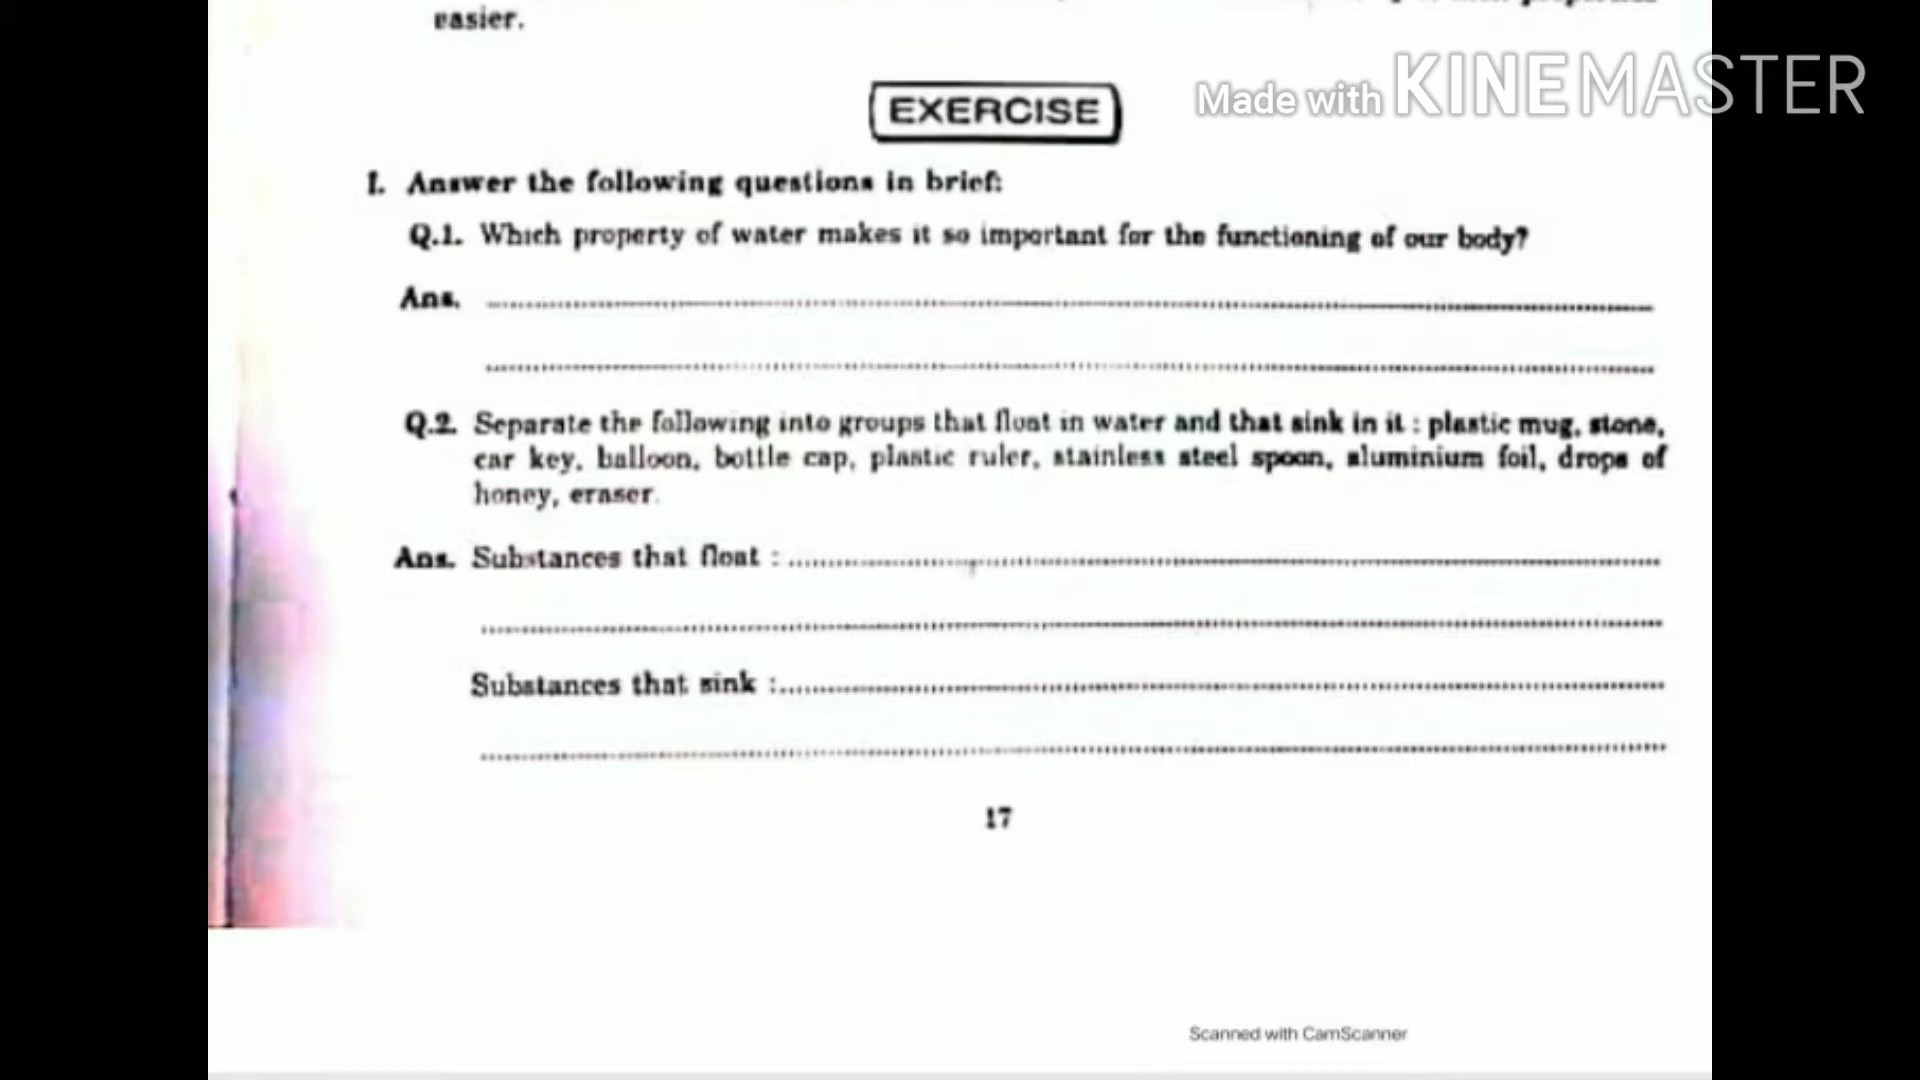 easier.
Made with KINEMASTER
EXERCISE
I. Answer the following questions in brief:
Q.1. Which property of water makes it so important for the functioning of our body?
Ans.
Q.2. Separate the following into groups that float in water and that sink in it : plastic mug, stone,
car key, balloon, bottle cap, plastic ruler, stainless steel spoon, aluminium foil, drops of
honey, eraser.
Ans. Substances that float :
Substances that sink :
17
Scanned with CamScanner